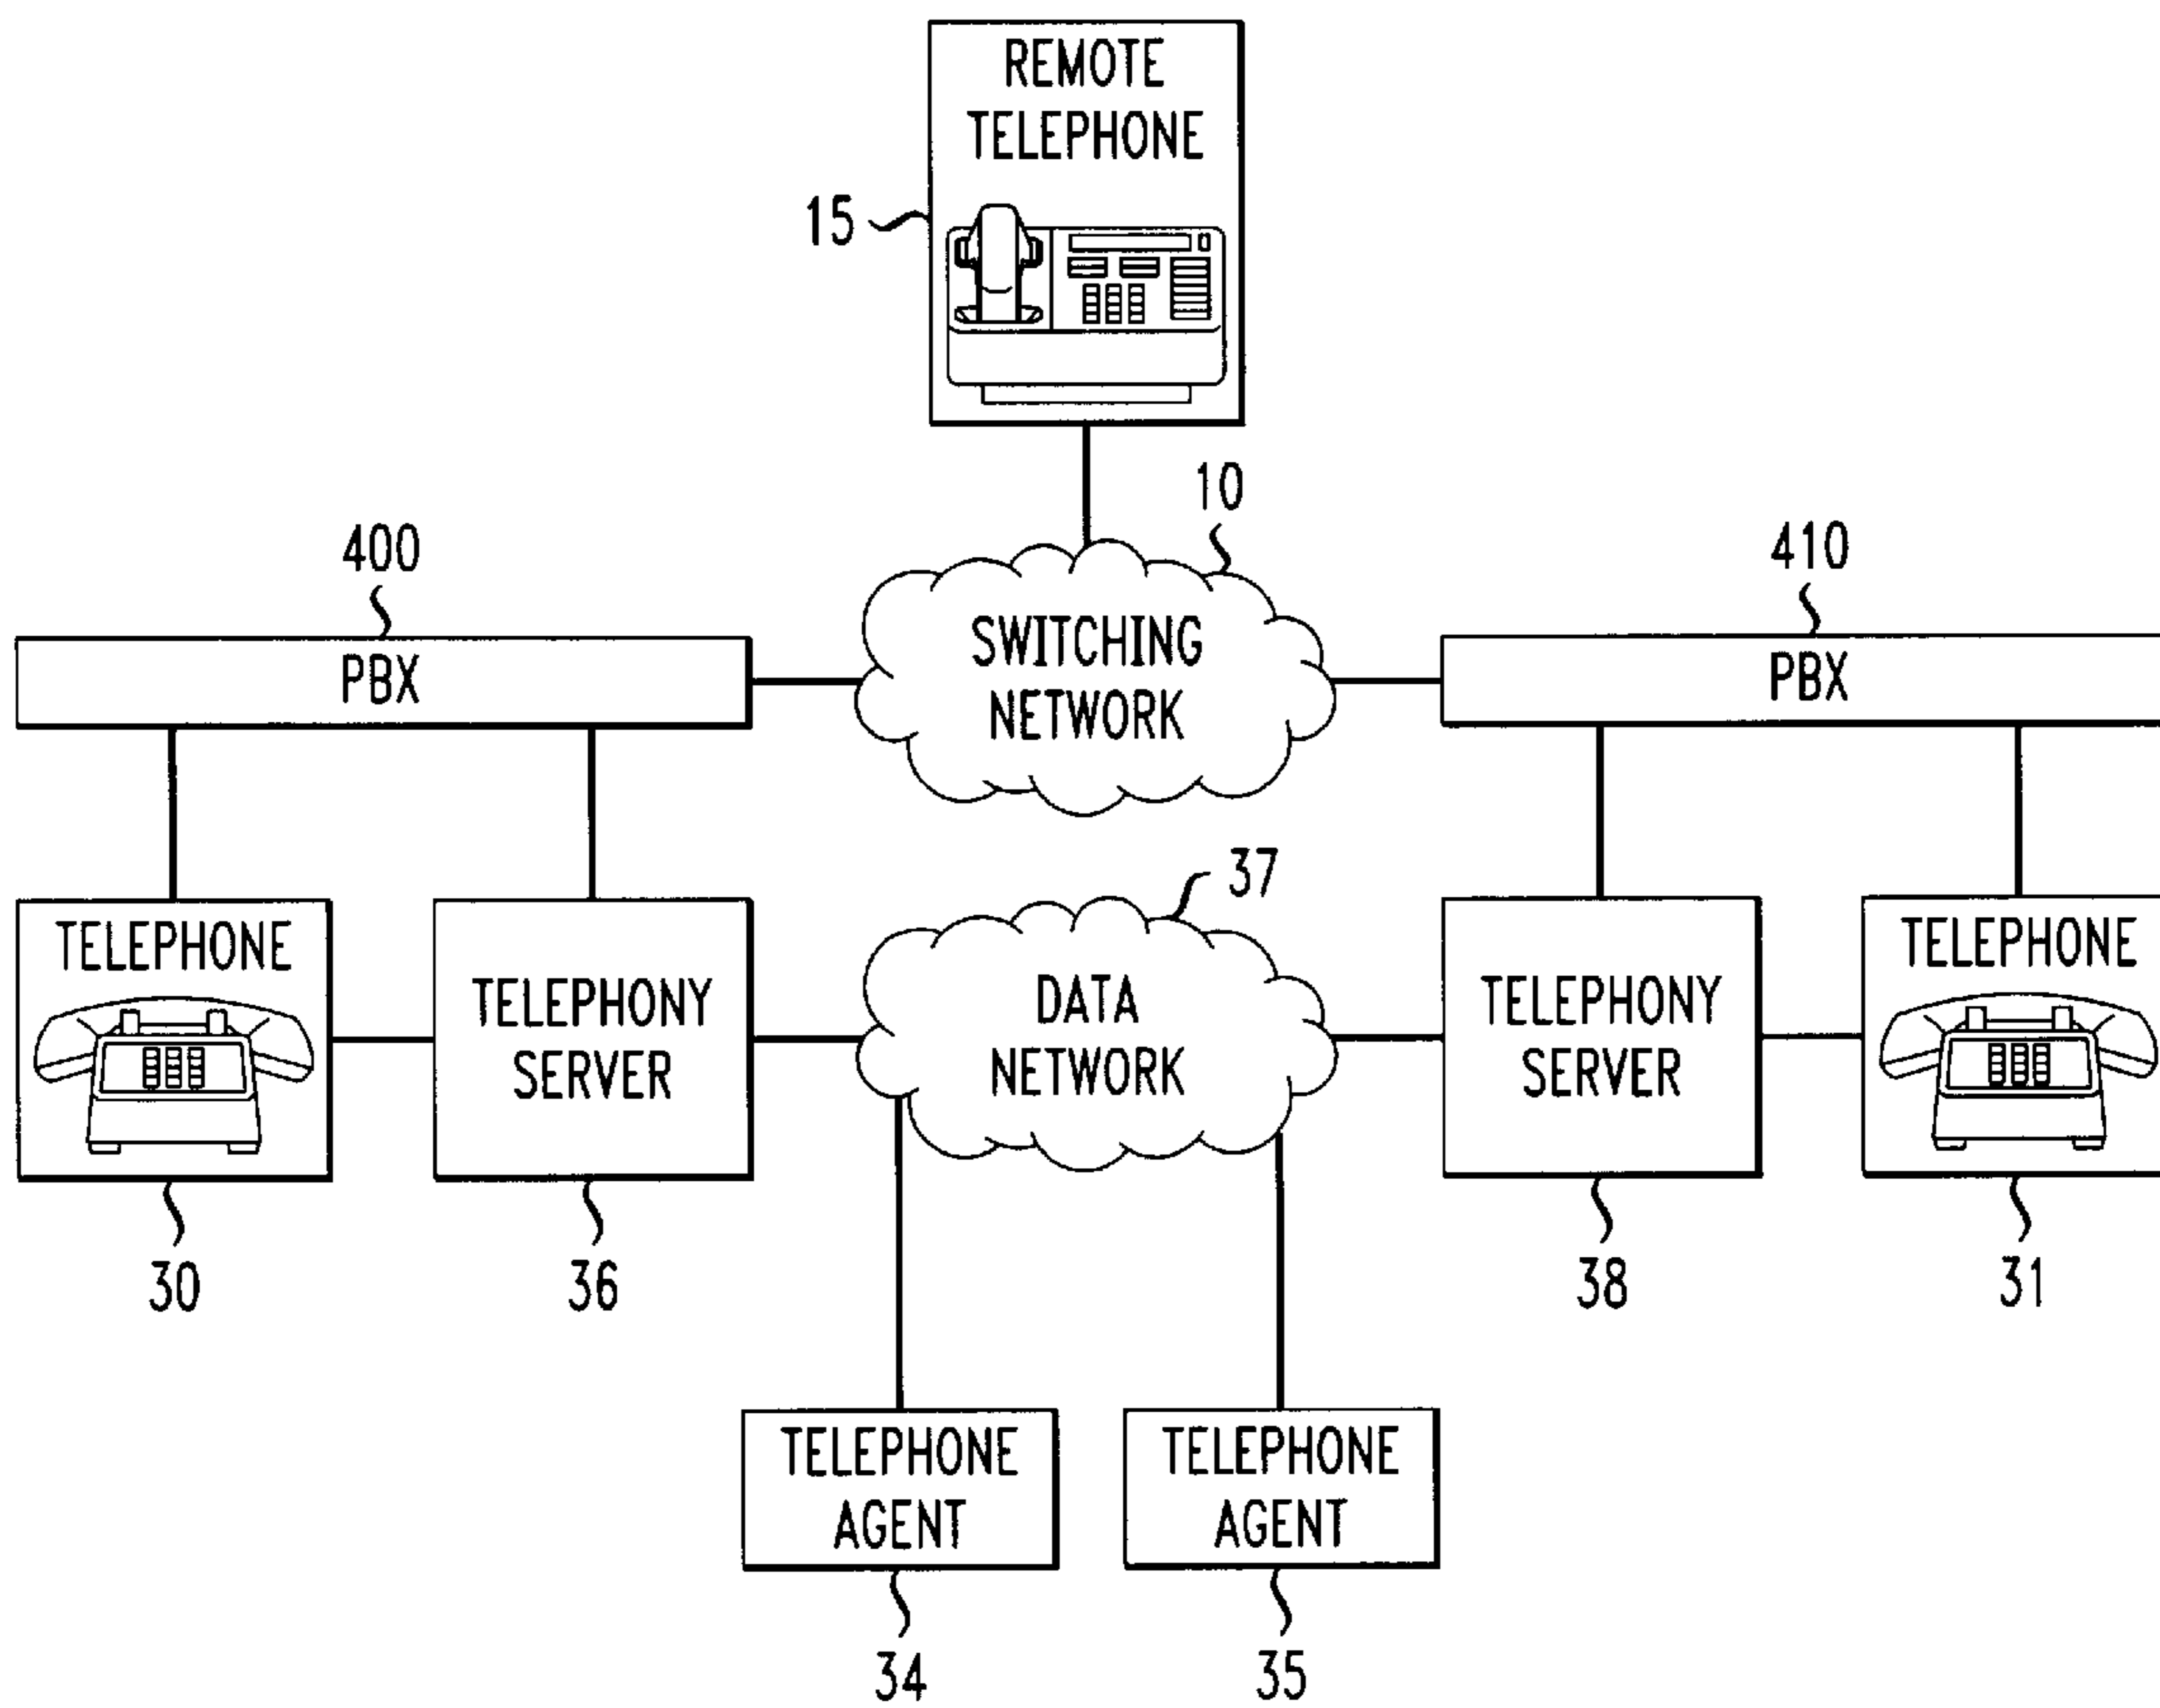 REMOTE
TELEPHONE
15
10
400
410
PBX
SWITCHING
NETWORK
PBX
37
TELEPHONE
TELEPHONY
SERVER
DATA
NETWORK
TELEPHONY
SERVER
TELEPHONE
30
36
38
31
TELEPHONE
AGENT
TELEPHONE
AGENT
34
35